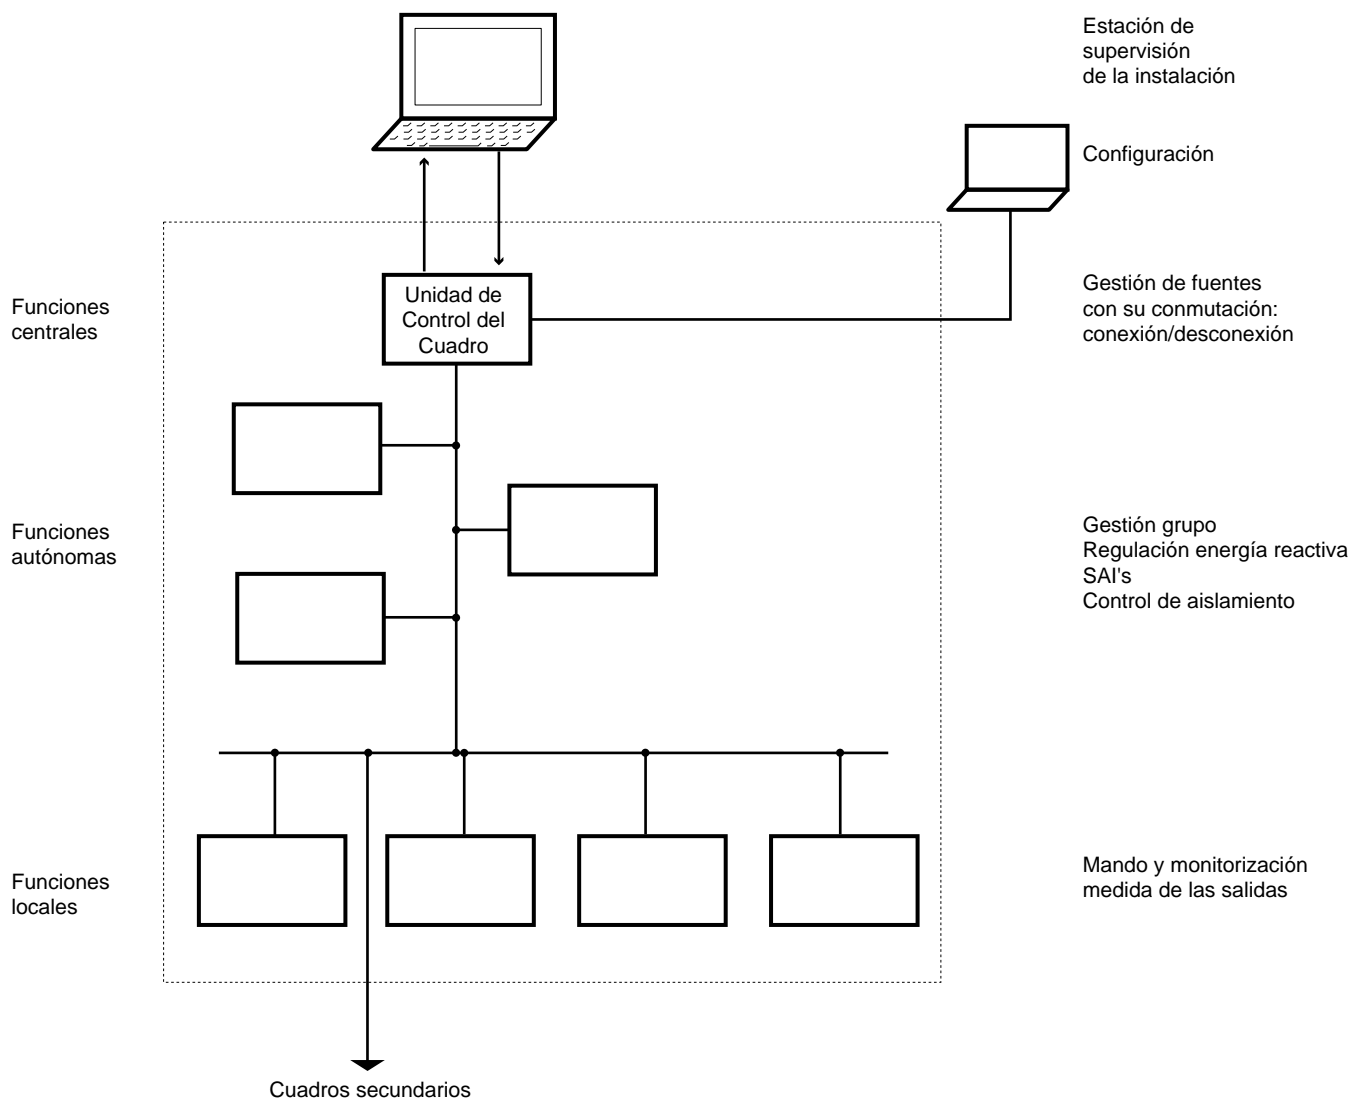 Estación de
supervisión
de la instalación
Configuración
Funciones
centrales
Unidad de
Control del
Cuadro
Gestión de fuentes
con su conmutación:
conexión/desconexión
Funciones
autónomas
Gestión grupo
Regulación energía reactiva
SAI's
Control de aislamiento
Funciones
locales
Mando y monitorización
medida de las salidas
Cuadros secundarios